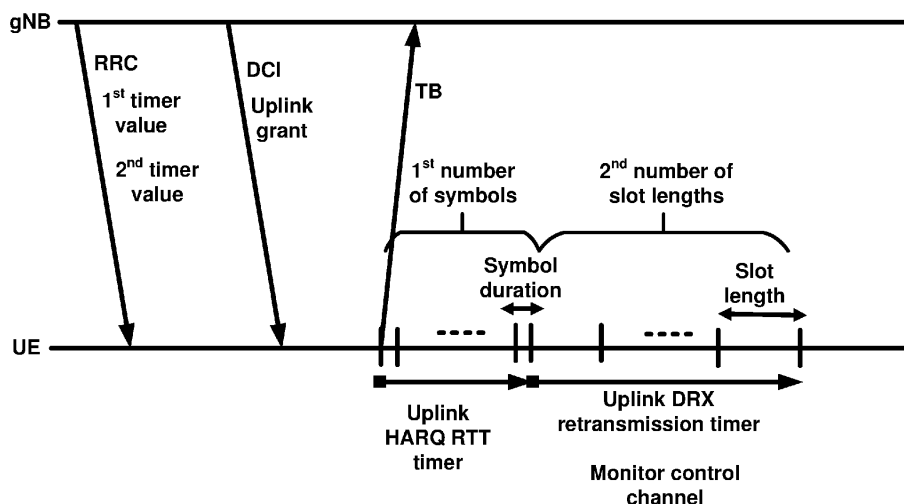 gNB
RRC
1st timer
value
2nd timer
value
DCI
Uplink
grant
TB
1st number
of symbols
2nd number of
slot lengths
Symbol
duration
Slot
length
UE
Uplink
HARQ RTT
timer
Uplink DRX
retransmission timer
Monitor control
channel